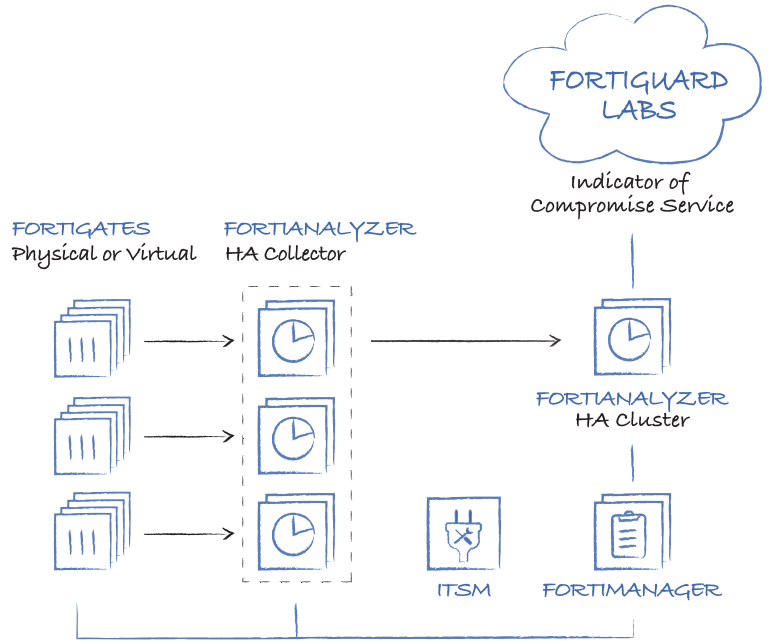 FORTIGUARD
LABS
Indicator of
Compromise Service
FORTIGATES
Physical or Virtual
FORTIANALYZER
HA Collector
FORTIANALYZER
HA Cluster
ITSM
FORTIMANAGER